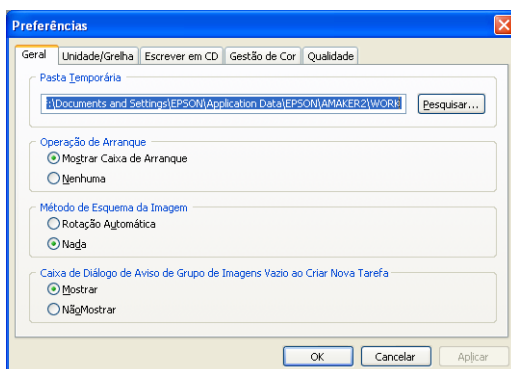 Preferências
Geral Unidade/Grelha Escrever em CD Gestão de Cor Qualidade
Pasta Temporária
:\Documents and Settings\EPSON\Application Data\EPSON\AMAKER2\WORK Pesquisar...
Operação de Arranque
Mostrar Caixa de Arranque
Nenhuma
Método de Esquema da Imagem
Rotação Automática
Nada
Caixa de Diálogo de Aviso de Grupo de Imagens Vazio ao Criar Nova Tarefa
Mostrar
NãoMostrar
OK Cancelar Aplicar